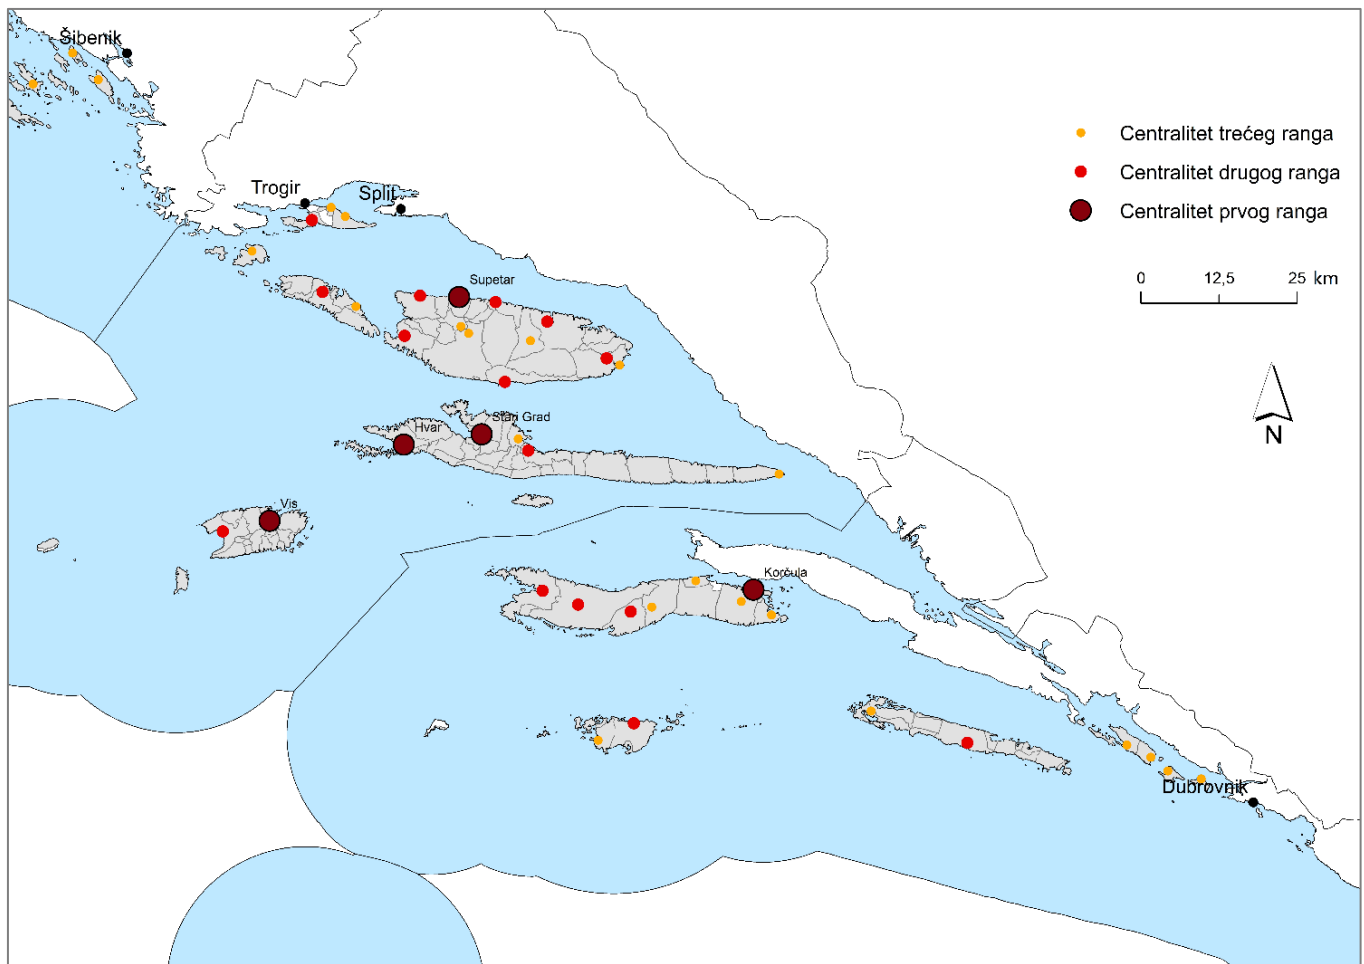 Šibenik
Centralitet trećeg ranga
Centralitet drugog ranga
Centralitet prvog ranga
Trogir
Split
0 12,5 25 km
Supetar
N
Stari Grad
Hvar
Vis
Korčula
Dubrovnik